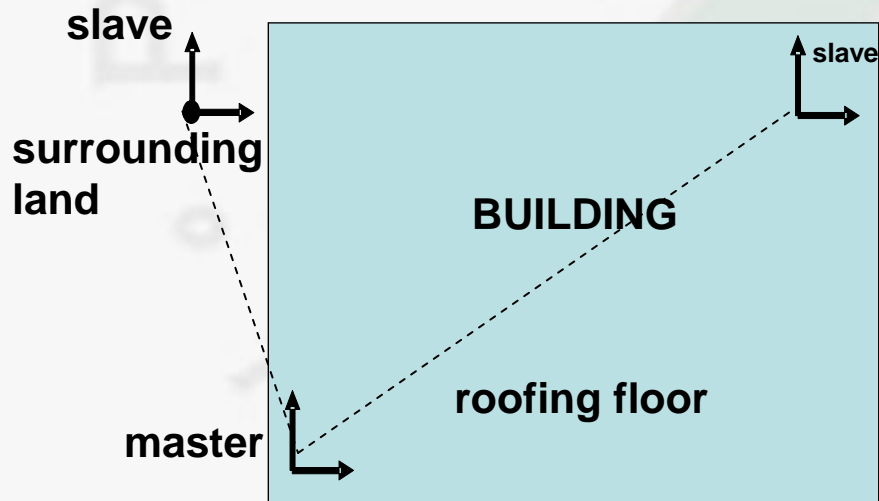 slave
slave
surrounding
land
BUILDING
roofing floor
master